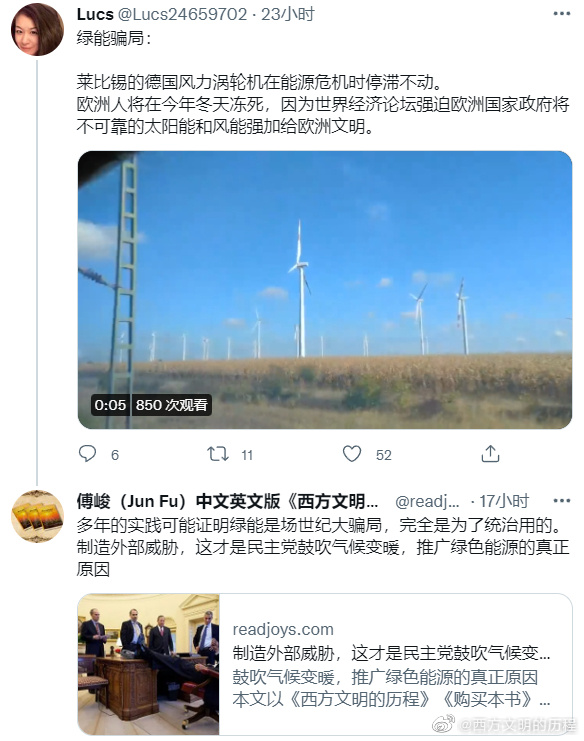 Lucs @Lucs24659702 · 23小时
绿能骗局：
莱比锡的德国风力涡轮机在能源危机时停滞不动。
欧洲人将在今年冬天冻死，因为世界经济论坛强迫欧洲国家政府将
不可靠的太阳能和风能强加给欧洲文明。
0:05 850 次观看
6 11 52
傅峻（Jun Fu）中文英文版《西方文明... @readj... · 17小时
多年的实践可能证明绿能是场世纪大骗局，完全是为了统治用的。
制造外部威胁，这才是民主党鼓吹气候变暖，推广绿色能源的真正
原因
readjoys.com
制造外部威胁，这才是民主党鼓吹气候变...
鼓吹气候变暖，推广绿色能源的真正原因
本文以《西方文明的历程》《购买本书》...
@西方文明的历程